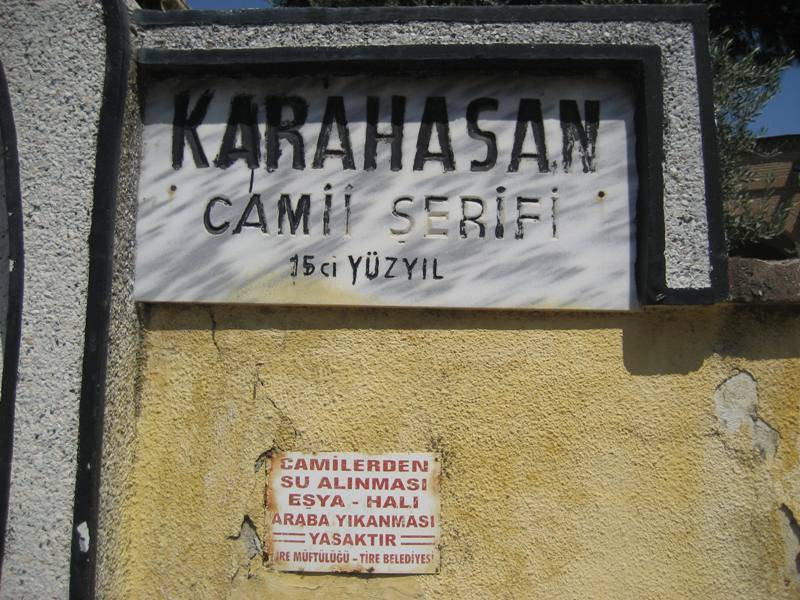 KARAHASAN
CAMİİ ŞERİFİ
15ci YÜZYIL
CAMİLERDEN
SU ALINMASI
EŞYA - HALI
ARABA YIKANMASI
YASAKTIR
İRE MÜFTÜLÜĞÜ - TİRE BELEDİYESİ